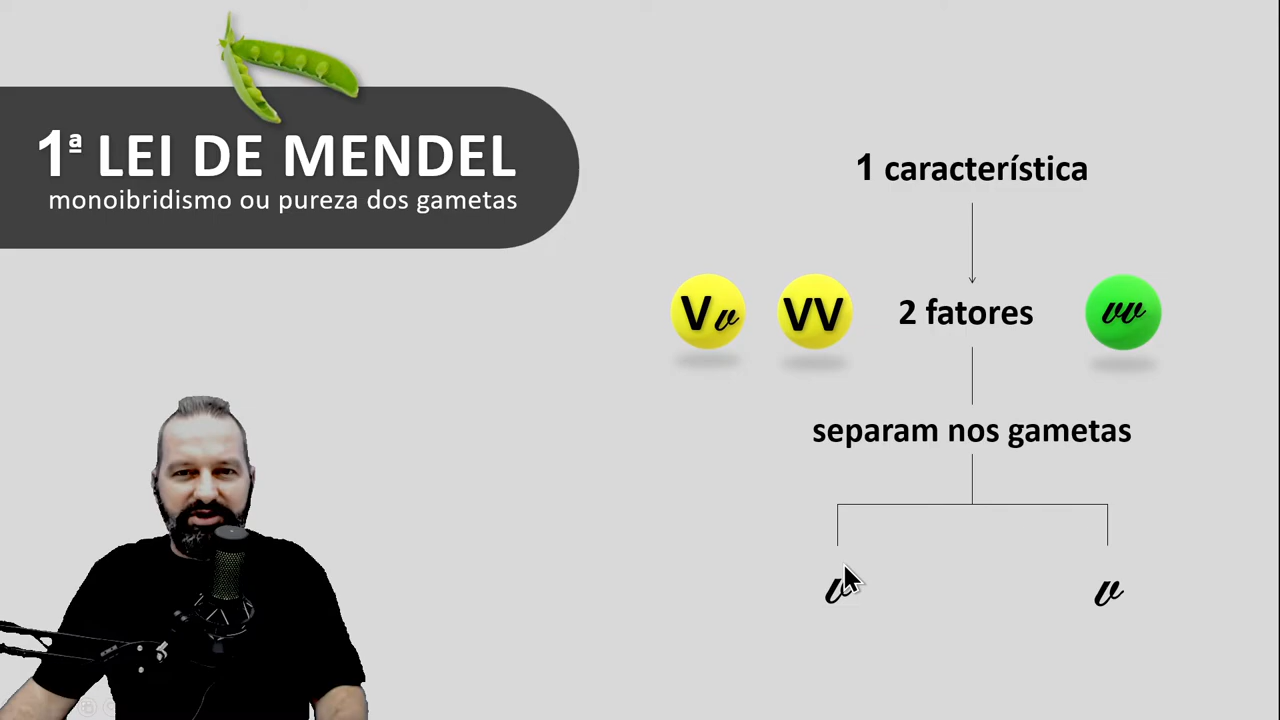 1ª LEI DE MENDEL
monoibridismo ou pureza dos gametas
1 característica
Vv VV 2 fatores vv
separam nos gametas
v v